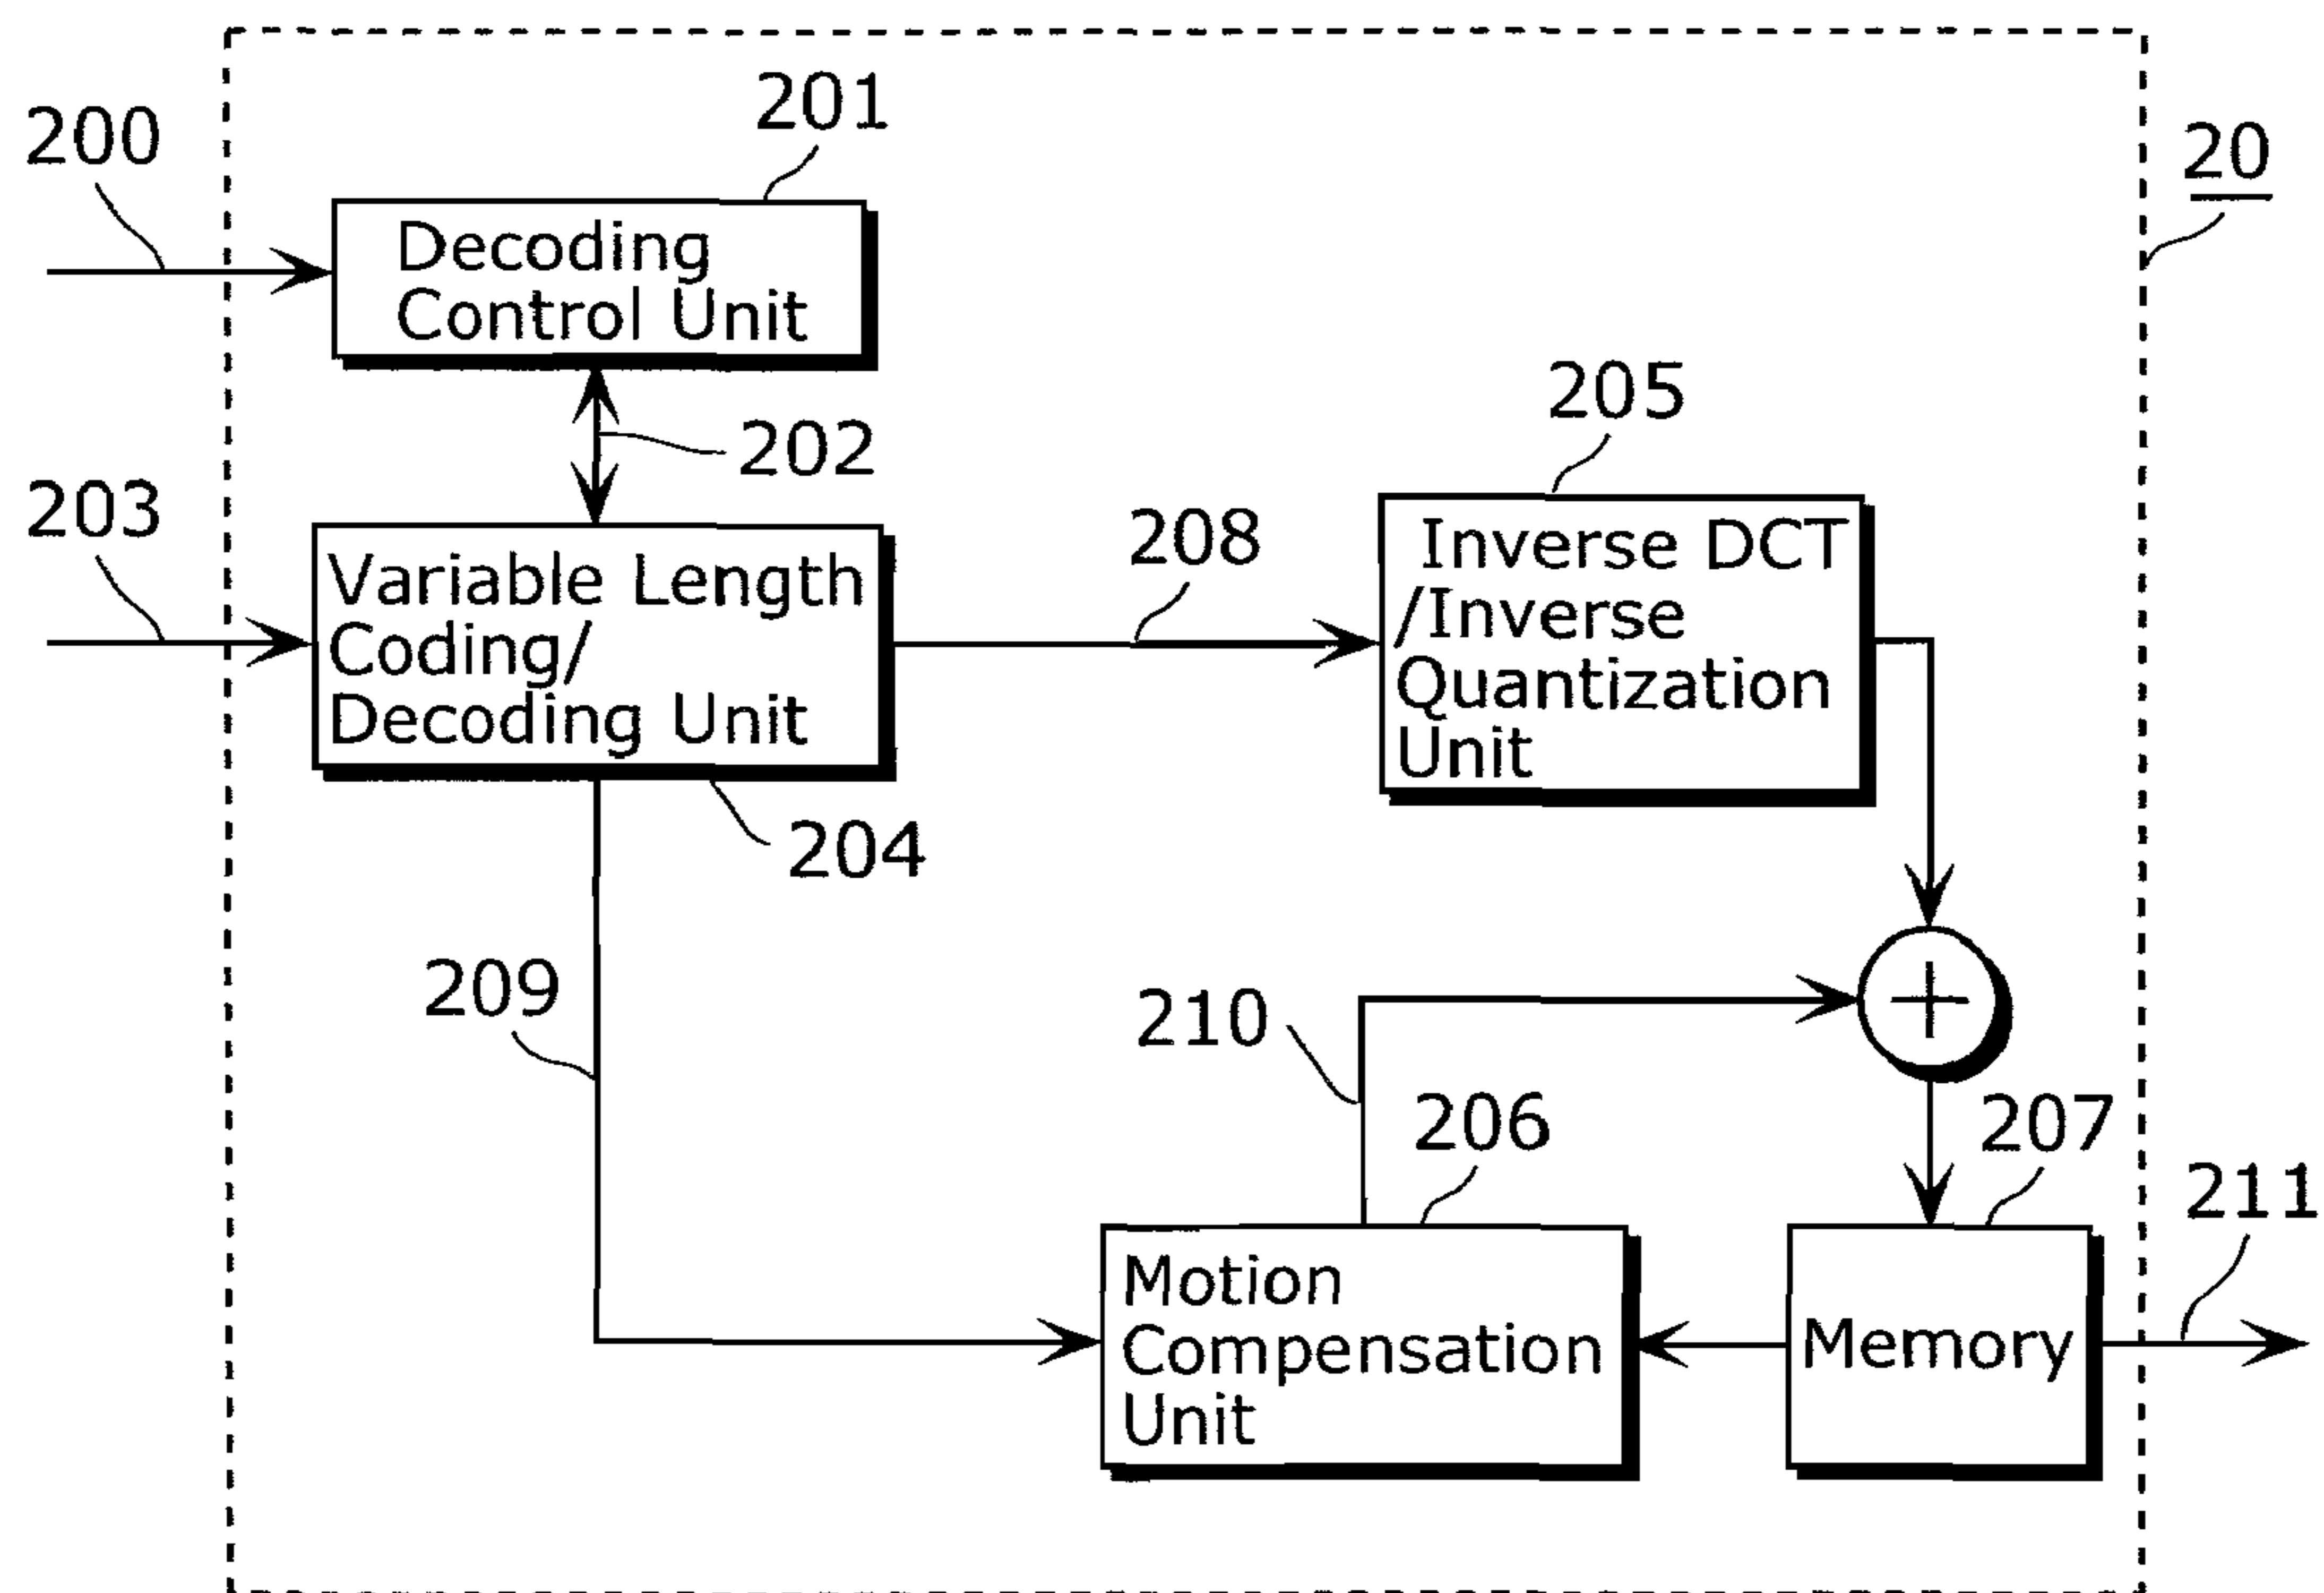 201
200
20
Decoding
Control Unit
205
202
203
208
Inverse DCT
/Inverse
Quantization
Unit
Variable Length
Coding/
Decoding Unit
204
209
210
206
207
211
Motion
Compensation
Unit
Memory